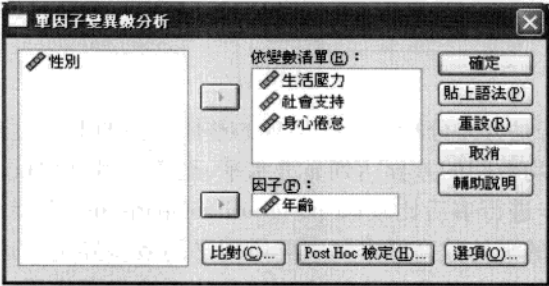 單因子變異數分析
性別
依變數清單(E)：
生活壓力
社會支持
身心倦怠
因子(F)：
年齡
確定
貼上語法(P)
重設(R)
取消
輔助說明
比對(C)...
Post Hoc 檢定(H)...
選項(O)...